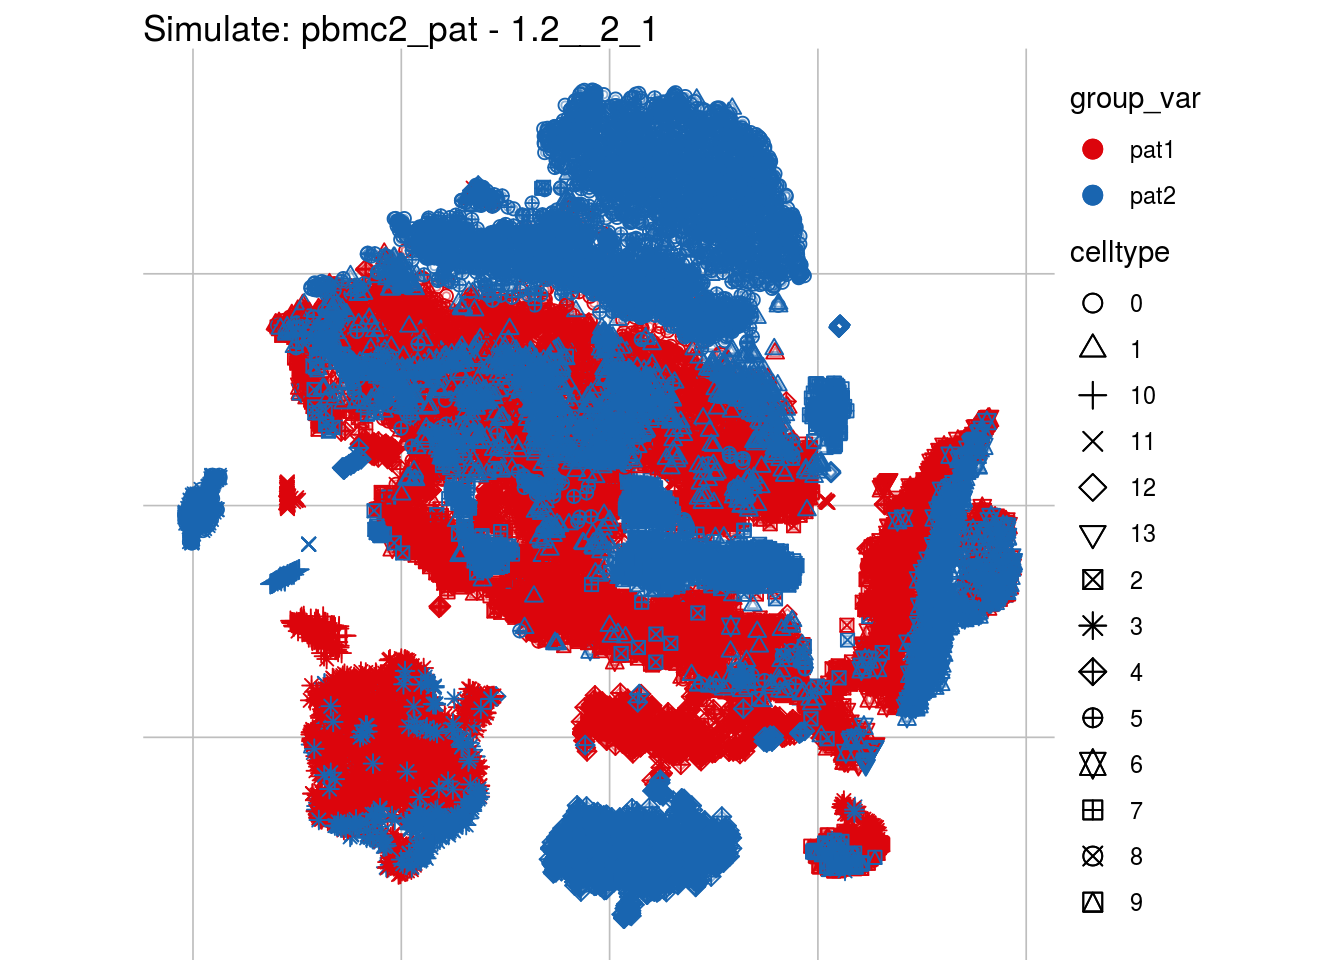 Simulate: pbmc2_pat - 1.2__2_1
group_var
pat1
pat2
celltype
0
1
10
11
12
13
2
3
4
5
6
7
8
9